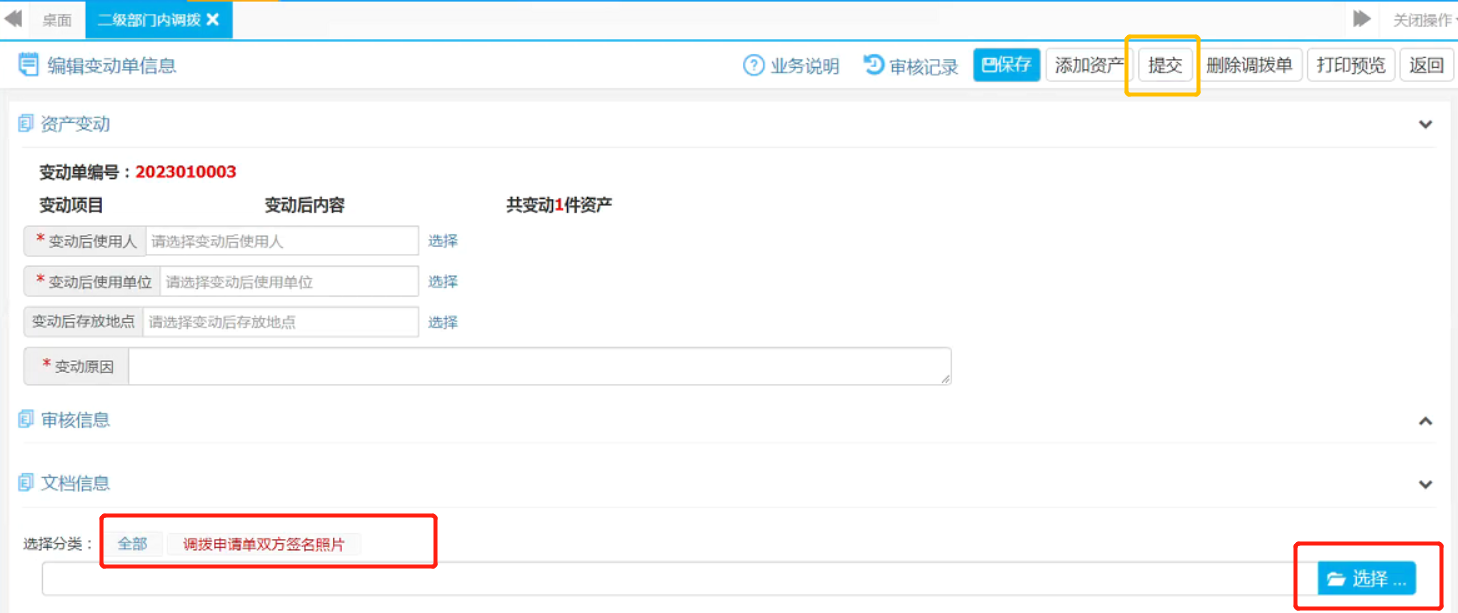 桌面 二级部门内调拨 关闭操作
编辑变动单信息 业务说明 审核记录 保存 添加资产 提交 删除调拨单 打印预览 返回
资产变动
变动单编号：2023010003
变动项目 变动后内容 共变动1件资产
* 变动后使用人 请选择变动后使用人 选择
* 变动后使用单位 请选择变动后使用单位 选择
变动后存放地点 请选择变动后存放地点 选择
* 变动原因
审核信息
文档信息
选择分类： 全部 调拨申请单双方签名照片
选择 ...